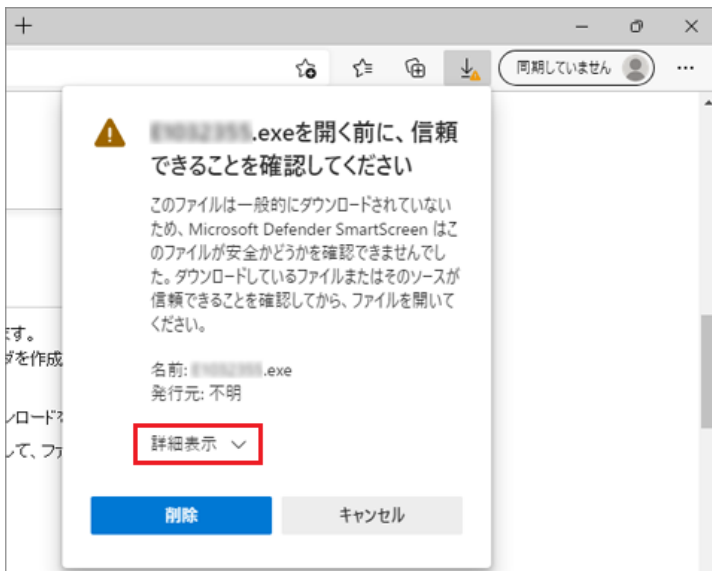 同期していません
.exeを開く前に、信頼
できることを確認してください
このファイルは一般的にダウンロードされていない
ため、Microsoft Defender SmartScreen はこ
のファイルが安全かどうかを確認できませんでし
た。ダウンロードしているファイルまたはそのソースが
信頼できることを確認してから、ファイルを開いて
ください。
ます。
ダを作成
名前: .exe
発行元: 不明
ンロードを
して、ファ
詳細表示
削除
キャンセル